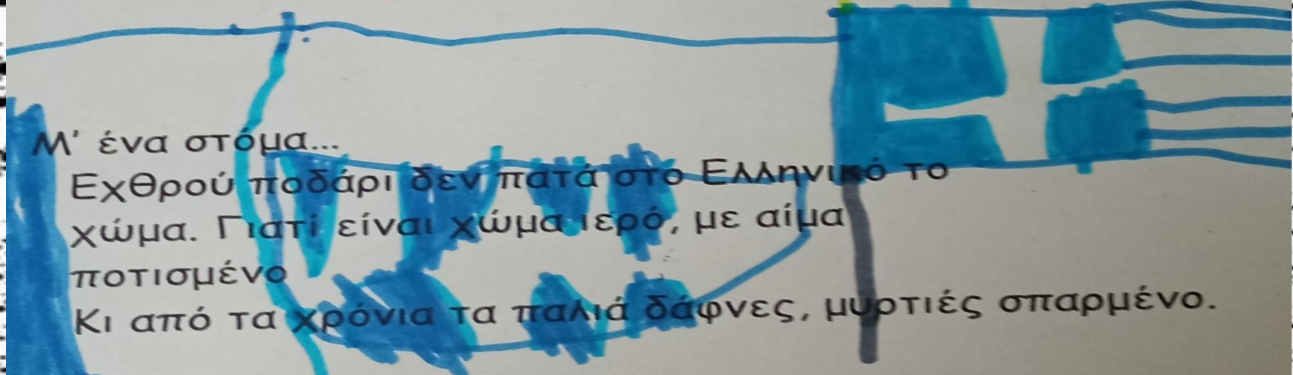 Μ' ένα στόμα...
Εχθρού ποδάρι δεν πατά στο Ελληνικό το
χώμα. Γιατί είναι χώμα ιερό, με αίμα
ποτισμένο
Κι από τα χρόνια τα παλιά δάφνες, μυρτιές σπαρμένο.